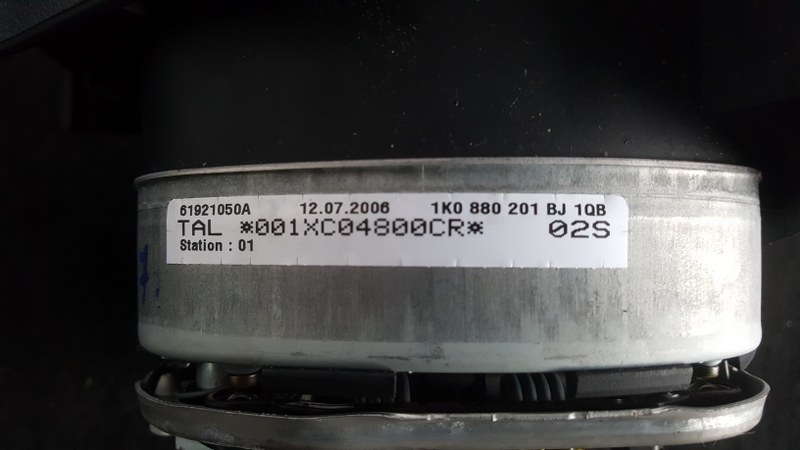 61921050A 12.07.2006 1K0 880 201 BJ 1QB
TAL *001XC04800CR* 02S
Station : 01